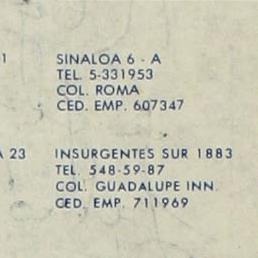 1 SINALOA 6 - A
TEL. 5-331953
COL. ROMA
CED. EMP. 607347
A 23 INSURGENTES SUR 1883
TEL. 548-59-87
COL. GUADALUPE INN.
CED. EMP. 711969